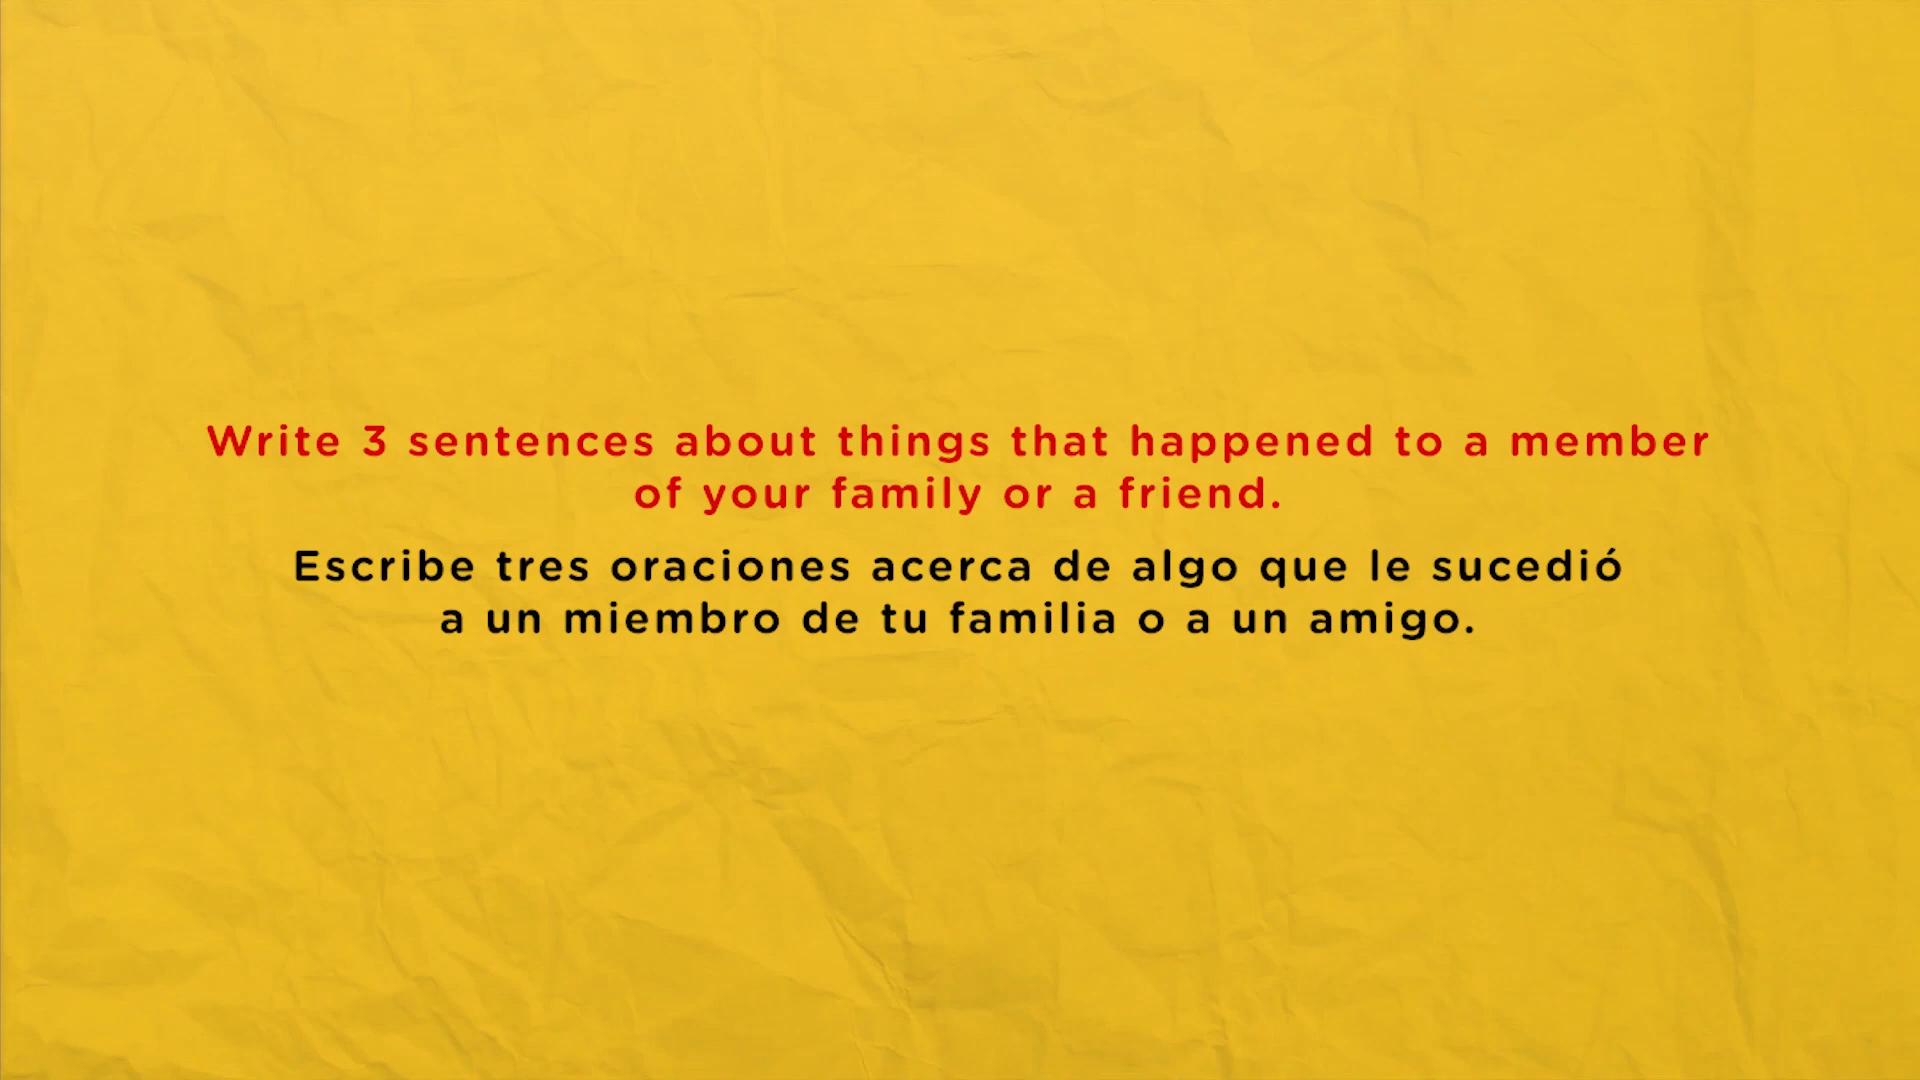 Write 3 sentences about things that happened to a member
of your family or a friend.
Escribe tres oraciones acerca de algo que le sucedió
a un miembro de tu familia o a un amigo.